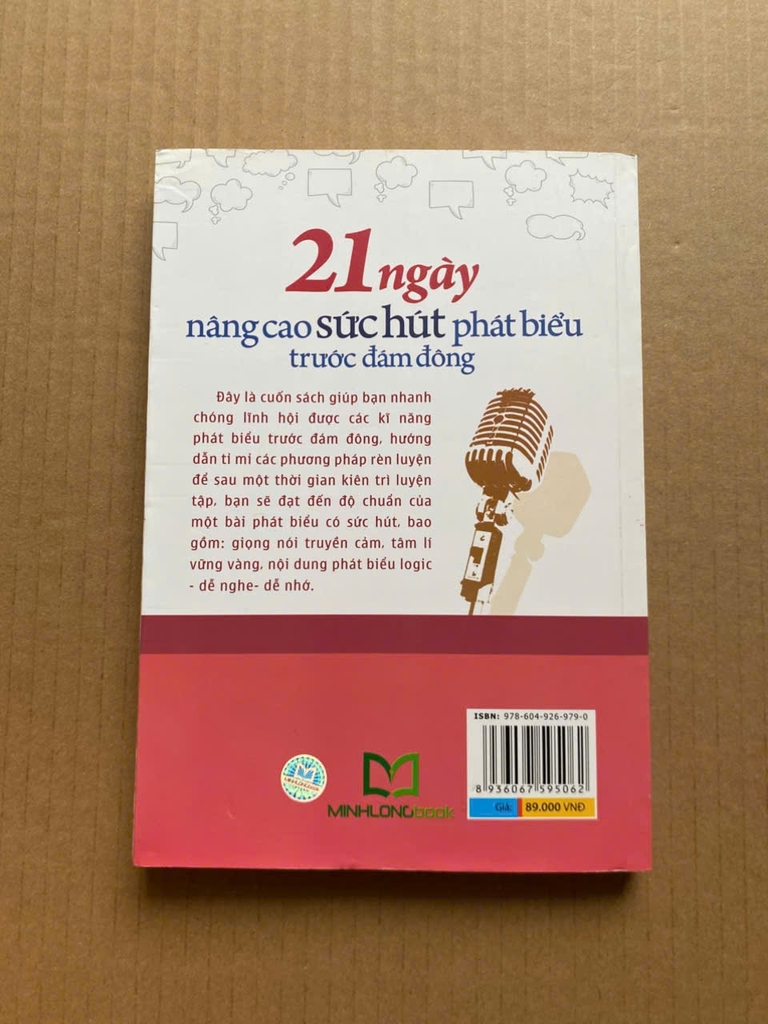 21 ngày
nâng cao sức hút phát biểu
trước đám đông
Đây là cuốn sách giúp bạn nhanh
chóng lĩnh hội được các kĩ năng
phát biểu trước đám đông, hướng
dẫn tỉ mỉ các phương pháp rèn luyện
để sau một thời gian kiên trì luyện
tập, bạn sẽ đạt đến độ chuẩn của
một bài phát biểu có sức hút, bao
gồm: giọng nói truyền cảm, tâm lí
vững vàng, nội dung phát biểu logic
- dễ nghe- dễ nhớ.
ISBN: 978-604-926-979-0
8 936067 595062
Giá: 89.000 VNĐ
MINHLONGbook